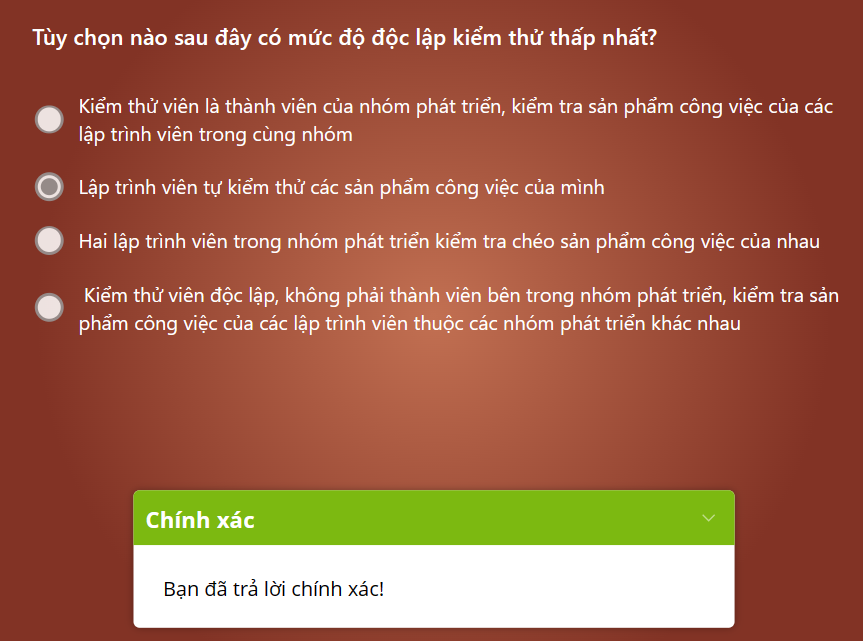 Tùy chọn nào sau đây có mức độ độc lập kiểm thử thấp nhất?
Kiểm thử viên là thành viên của nhóm phát triển, kiểm tra sản phẩm công việc của các
lập trình viên trong cùng nhóm
Lập trình viên tự kiểm thử các sản phẩm công việc của mình
Hai lập trình viên trong nhóm phát triển kiểm tra chéo sản phẩm công việc của nhau
Kiểm thử viên độc lập, không phải thành viên bên trong nhóm phát triển, kiểm tra sản
phẩm công việc của các lập trình viên thuộc các nhóm phát triển khác nhau
Chính xác
Bạn đã trả lời chính xác!